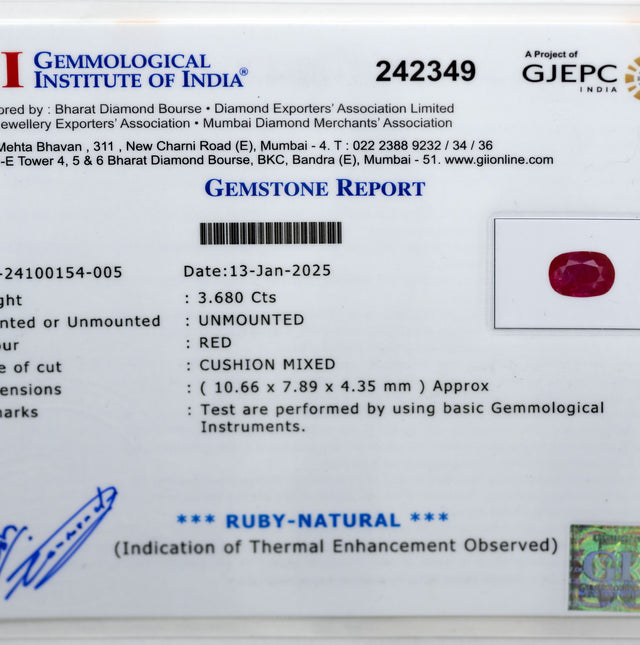 I GEMMOLOGICAL
INSTITUTE OF INDIA®
242349
A Project of
GJEPC
INDIA
ored by : Bharat Diamond Bourse • Diamond Exporters' Association Limited
ewellery Exporters' Association • Mumbai Diamond Merchants' Association
Mehta Bhavan , 311 , New Charni Road (E), Mumbai - 4. T : 022 2388 9232 / 34 / 36
-E Tower 4, 5 & 6 Bharat Diamond Bourse, BKC, Bandra (E), Mumbai - 51. www.giionline.com
GEMSTONE REPORT
-24100154-005 Date:13-Jan-2025
ght : 3.680 Cts
nted or Unmounted : UNMOUNTED
our : RED
e of cut : CUSHION MIXED
ensions : ( 10.66 x 7.89 x 4.35 mm ) Approx
arks : Test are performed by using basic Gemmological
Instruments.
*** RUBY-NATURAL ***
(Indication of Thermal Enhancement Observed)